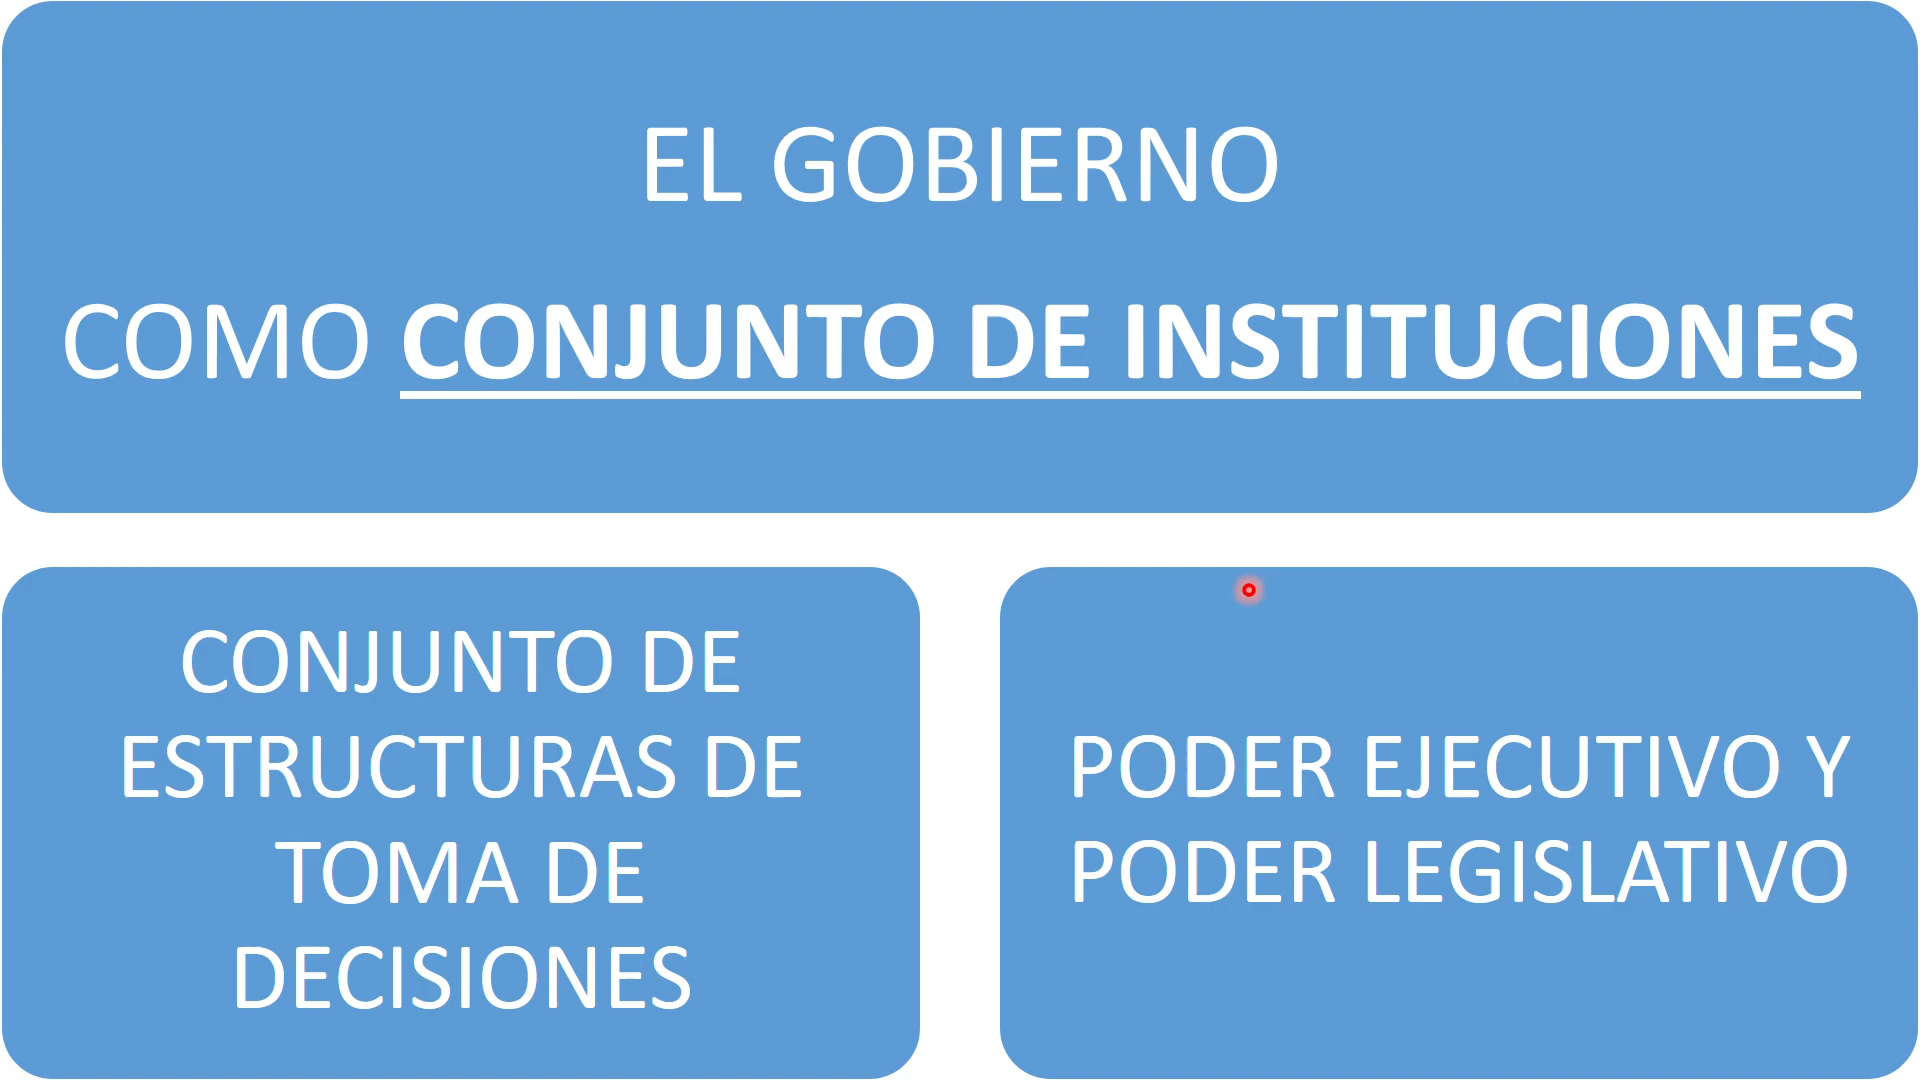 EL GOBIERNO
COMO CONJUNTO DE INSTITUCIONES
CONJUNTO DE
ESTRUCTURAS DE
TOMA DE
DECISIONES
PODER EJECUTIVO Y
PODER LEGISLATIVO